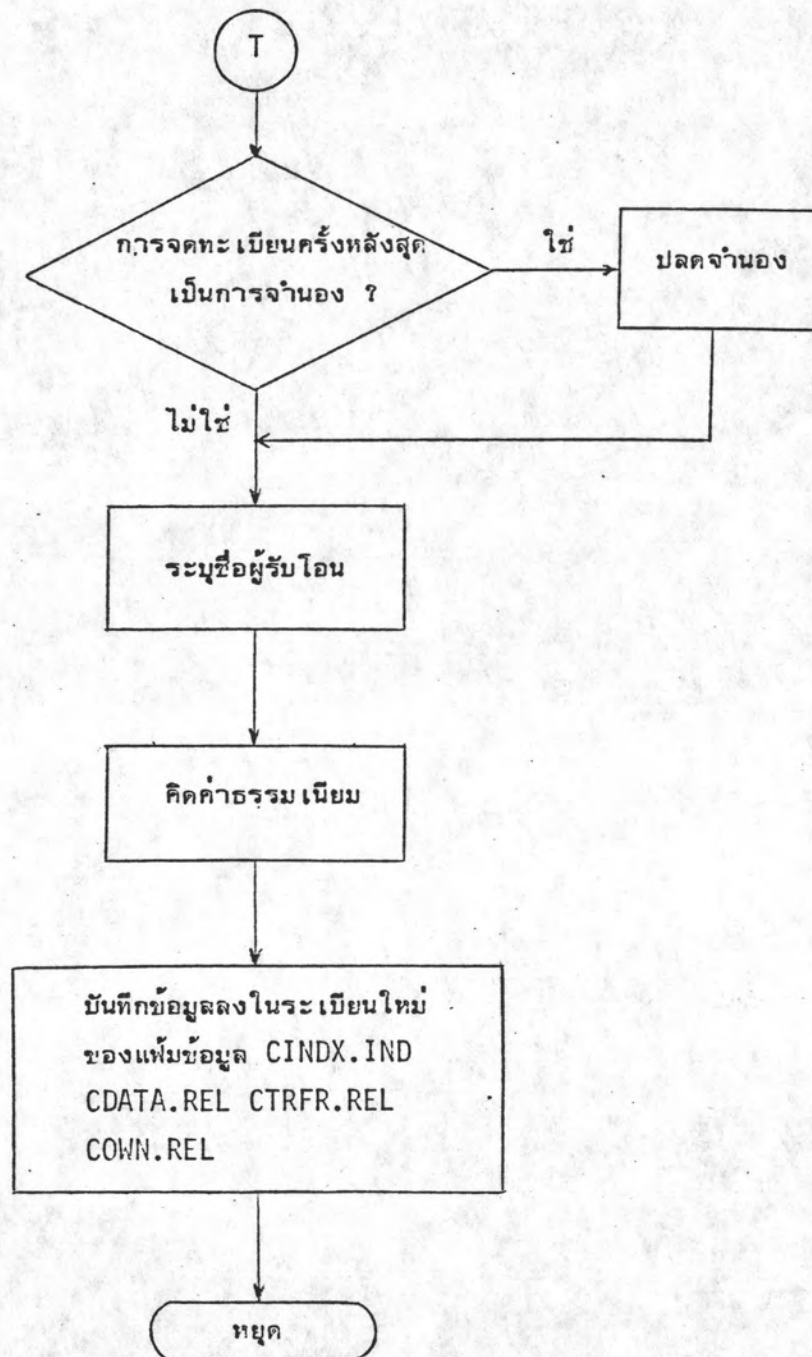 T
การจดทะเบียนครั้งหลังสุด
เป็นการจำนอง ?
ใช่
ปลดจำนอง
ไม่ใช่
ระบุชื่อผู้รับโอน
คิดค่าธรรมเนียม
บันทึกข้อมูลลงในระเบียนใหม่
ของแฟ้มข้อมูล CINDX.IND
CDATA.REL CTRFR.REL
COWN.REL
หยุด